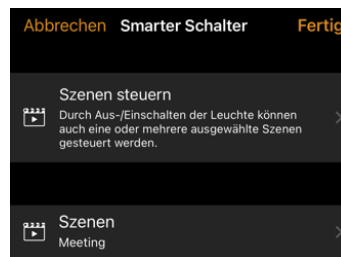 Abbrechen Smarter Schalter Fertig
Szenen steuern
Durch Aus-/Einschalten der Leuchte können
auch eine oder mehrere ausgewählte Szenen
gesteuert werden.
Szenen
Meeting